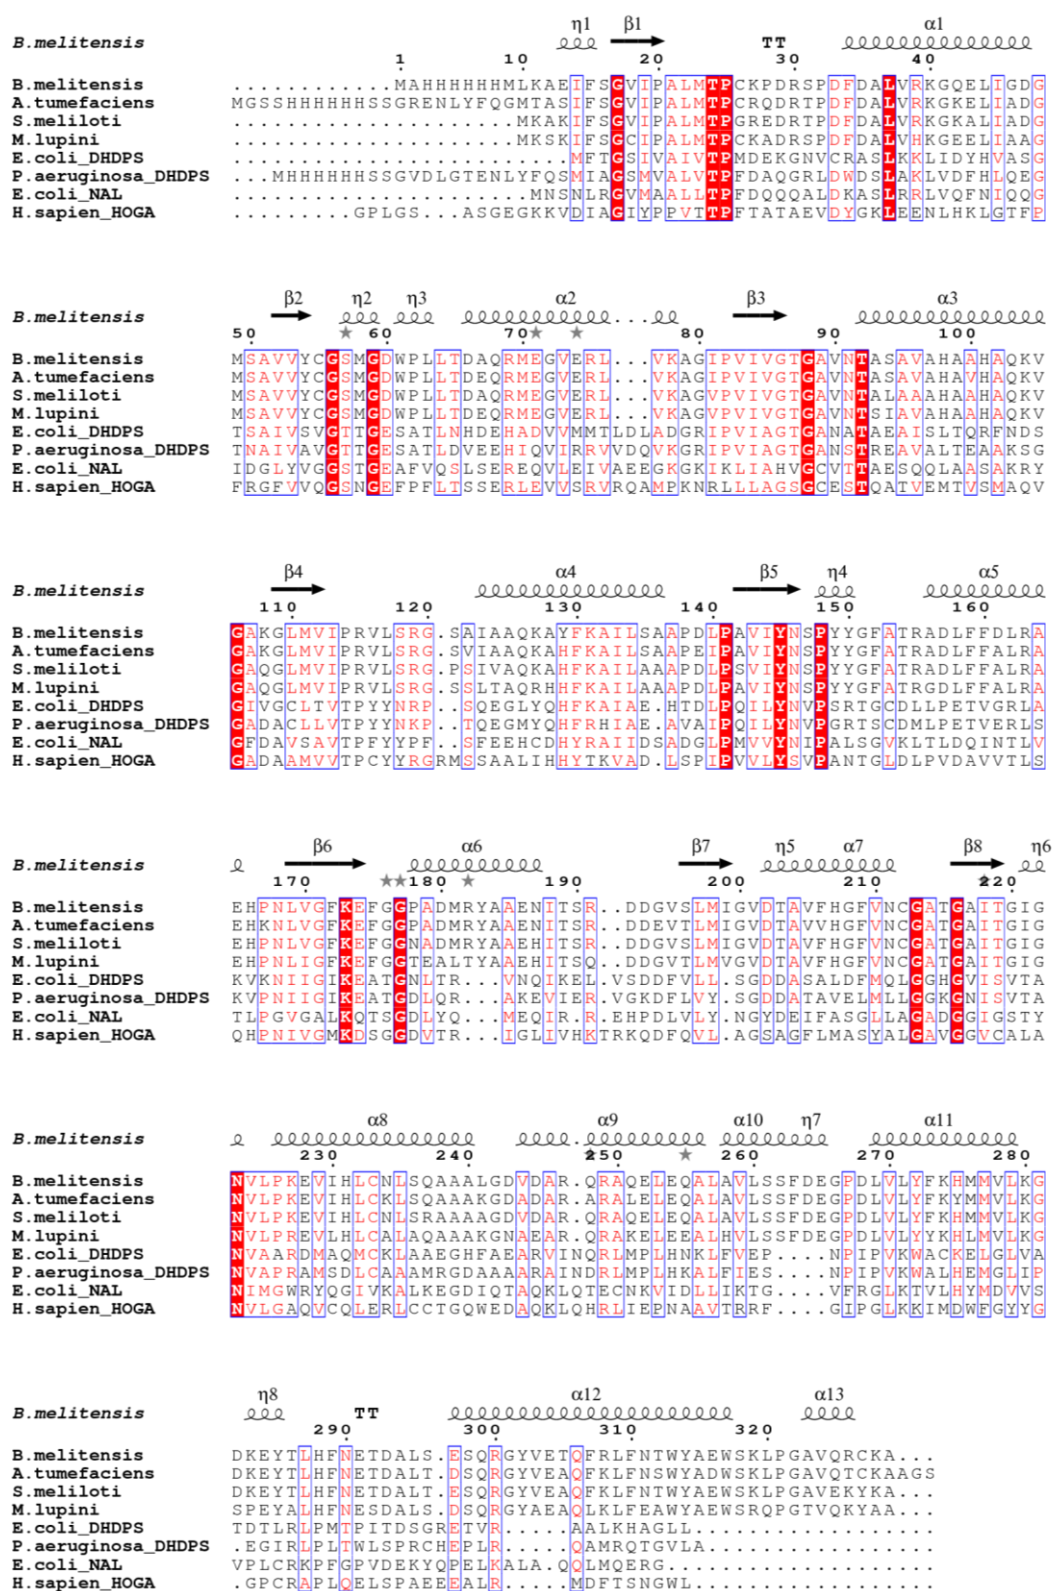 η1 β1 α1
B.melitensis TT
1 10 20 30 40
B.melitensis ............MAHHHHHHMLKAEIFSGVIPALMTPCKPDRSPDFDALVRKGQELIGDG
A.tumefaciens MGSSHHHHHHSSGRENLYFQGMTASIFSGVIPALMTPCRQDRTPDFDALVRKGKELIADG
S.meliloti .....................MKAKIFSGVIPALMTPGREDRTPDFDALVRKGKALIADG
M.lupini .....................MKSKIFSGCIPALMTPCKADRSPDFDALVHKGEELIAAG
E.coli_DHDPS .........................MFTGSIVAIVTPMDEKGNVCRASLKKLIDYHVASG
P.aeruginosa_DHDPS ...MHHHHHHSSGVDLGTENLYFQSMIAGSMVALVTPFDAQGRLDWDSLAKLVDFHLQEG
E.coli_NAL .....................MNSNLRGVMAALLTPFDQQQALDKASLRRLVQFNIQQG
H.sapien_HOGA .........GPLGS...ASGEGKKVDIAGIYPPVTTPFTATAEVDYGKLEENLHKLGTFP
β2 η2 η3 α2 β3 α3
B.melitensis
50 60 70 80 90 100
B.melitensis MSAVVYCGSMGDWPLLTDAQRMEGVERL...VKAGIPVIVGTGAVNTASAVAHAAHAQKV
A.tumefaciens MSAVVYCGSMGDWPLLTDEQRMEGVERL...VKAGIPVIVGTGAVNTASAVAHAVHAQKV
S.meliloti MSAVVYCGSMGDWPLLTDEQRMEGVERL...VKAGVPVIVGTGAVNTALAAAHAAHAQKV
M.lupini MSAVVYCGSMGDWPLLTDEQRMEGVERL...VKAGIPVIVGTGAVNTSIAVAHAAHAQKV
E.coli_DHDPS TSAIVSVGTTGESATLNHDEHADVVMMTLDLADGRIPVIAGTGANATAEAISLTQRFNDS
P.aeruginosa_DHDPS TNAIVAVGTTGESATLDVEEHIQVIRRVVDQVKGRIPVIAGTGANSTREAVALTEAAKSG
E.coli_NAL IDGLYVGGSTGEAFVQSLSEREQVLEIVAEEGKGKIKLIAHVGCVTTAESQQLAASAKRY
H.sapien_HOGA FRGFVVQGSNGEFPFLTSSERLEVVSRVRQAMPKNRLLLAGSGCESTQATVEMTVSMAQV
β4 α4 β5 η4 α5
B.melitensis
110 120 130 140 150 160
B.melitensis GAKGLMVIPRVLSRG.SAIAAQKAYFKAILSAAPDLPAVIYNSPYYGFATRADLFFDLRA
A.tumefaciens GAKGLMVIPRVLSRG.SVIAAQKAHFKAILSAAPEIPAVIYNSPYYGFATRADLFFALRA
S.meliloti GAQGLMVIPRVLSRG.PSIVAQKAHFKAILAAAPDLPSVIYNSPYYGFATRADLFFALRA
M.lupini GAQGLMVIPRVLSRG.SSLTAQRHHFKAILAAAPDLPAVIYNSPYYGFATRGDLFFALRA
E.coli_DHDPS GIVGCLTVTPYYNRP..SQEGLYQHFKAIAE.HTDLPQILYNVPSRTGCDLLPETVGRLA
P.aeruginosa_DHDPS GADACLLVTPYYNKP..TQEGMYQHFRHIAE.AVAIPQILYNVPGRTSCDMLPETVERLS
E.coli_NAL GFDAVSAVTPFYYPF..SFEEHCDHYRAIIDSADGLPMVVYNIPALSGVKLTLDQINTLV
H.sapien_HOGA GADAAMVVTPCYYRGRMSSAALIHHYTKVAD.LSPIPVVLYSVPANTGLDLPVDAVVTLS
β6 α6 β7 η5 α7 β8 η6
B.melitensis
170 180 190 200 210 220
B.melitensis EHPNLVGFKEFGGPADMRYAAENITSR..DDGVSLMIGVDTAVFHGFVNCGATGAITGIG
A.tumefaciens EHKNLVGFKEFGGPADMRYAAENITSR..DDEVTLMIGVDTAVVHGFVNCGATGAITGIG
S.meliloti EHPNLVGFKEFGGNADMRYAAEHITSR..DDGVSLMIGVDTAVFHGFVNCGATGAITGIG
M.lupini EHPNLIGFKEFGGTEALTYAAEHITSQ..DDGVTLMVGVDTAVFHGFVNCGATGAITGIG
E.coli_DHDPS KVKNIIGIKEATGNLTR...VNQIKEL.VSDDFVLL.SGDDASALDFMQLGGHGVISVTA
P.aeruginosa_DHDPS KVPNIIGIKEATGDLQR...AKEVIER.VGKDFLVY.SGDDATAVELMLLGGKGNISVTA
E.coli_NAL TLPGVGALKQTSGDLYQ...MEQIR.R.EHPDLVLY.NGYDEIFASGLLAGADGGIGSTY
H.sapien_HOGA QHPNIVGMKDSGGDVTR...IGLIVHKTRKQDFQVL.AGSAGFLMASYALGAVGGVCALA
α8 α9 α10 η7 α11
B.melitensis
230 240 250 260 270 280
B.melitensis NVLPKEVIHLCNLSQAAALGDVDAR.QRAQELEQALAVLSSFDEGPDLVLYFKHMMVLKG
A.tumefaciens NVLPKEVIHLCKLSQAAAKGDADAR.ARALELEQALAVLSSFDEGPDLVLYFKYMMVLKG
S.meliloti NVLPKEVIHLCNLSRAAAAGDVDAR.QRAQELEQALAVLSSFDEGPDLVLYFKHMMVLKG
M.lupini NVLPREVLHLCALAQAAAKGNAEAR.QRAKELEEALHVLSSFDEGPDLVLYFKHMMVLKG
E.coli_DHDPS NVAARDMAQMCKLAAEGHFAEARVINQRLMPLHNKLFVEP....NPIPVKWACKELGLVA
P.aeruginosa_DHDPS NVAPRAMSDLCAAAMRGDAAAARAINDRLMPLHKALFIES....NPIPVKWALHEMGLIP
E.coli_NAL NIMGWRYQGIVKALKEGDIQTAQKLQTECNKVIDLLIKTG.....VFRGLKTVLHYMDVVS
H.sapien_HOGA NVLGAQVCQLERLCCTGQWEDAQKLQHRLIEPNAAVTRRF....GIPGLKKIMDWFGYYG
η8 α12 α13
B.melitensis TT
290 300 310 320
B.melitensis DKEYTLHFNETDALS.ESQRGYVETQFRLFNTWYAEWSKLPGAVQRCKA...
A.tumefaciens DKEYTLHFNETDALT.DSQRGYVEAQFKLFNSWYADWSKLPGAVQTCKAAGS
S.meliloti DKEYTLHFNETDALT.ESQRGYVEAQFKLFNTWYAEWSKLPGAVEKYKA...
M.lupini SPEYALHFNESDALS.DSQRGYAEAQLKLFEAWYAEWSRQPGTVQKYAA...
E.coli_DHDPS TDTLRLPMTPITDSGRETVR.....AALKHAGLL..................
P.aeruginosa_DHDPS .EGIRLPLTWLSPRCHEPLR.....QAMRQTGVLA.................
E.coli_NAL VPLCRKPFGPVDEKYQPELKALA.QQLMQERG....................
H.sapien_HOGA .GPCRAPLQELSPAEEEALR.....MDFTSNGWL..................